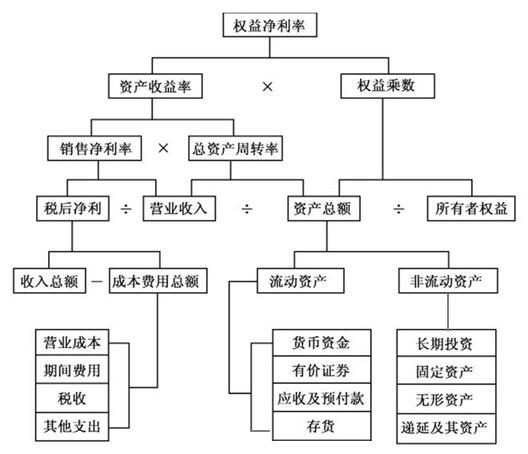 权益净利率
资产收益率 × 权益乘数
销售净利率 × 总资产周转率
税后净利 ÷ 营业收入 ÷ 资产总额 ÷ 所有者权益
收入总额 － 成本费用总额 流动资产 非流动资产
营业成本 货币资金 长期投资
期间费用 有价证券 固定资产
税收 应收及预付款 无形资产
其他支出 存货 递延及其资产